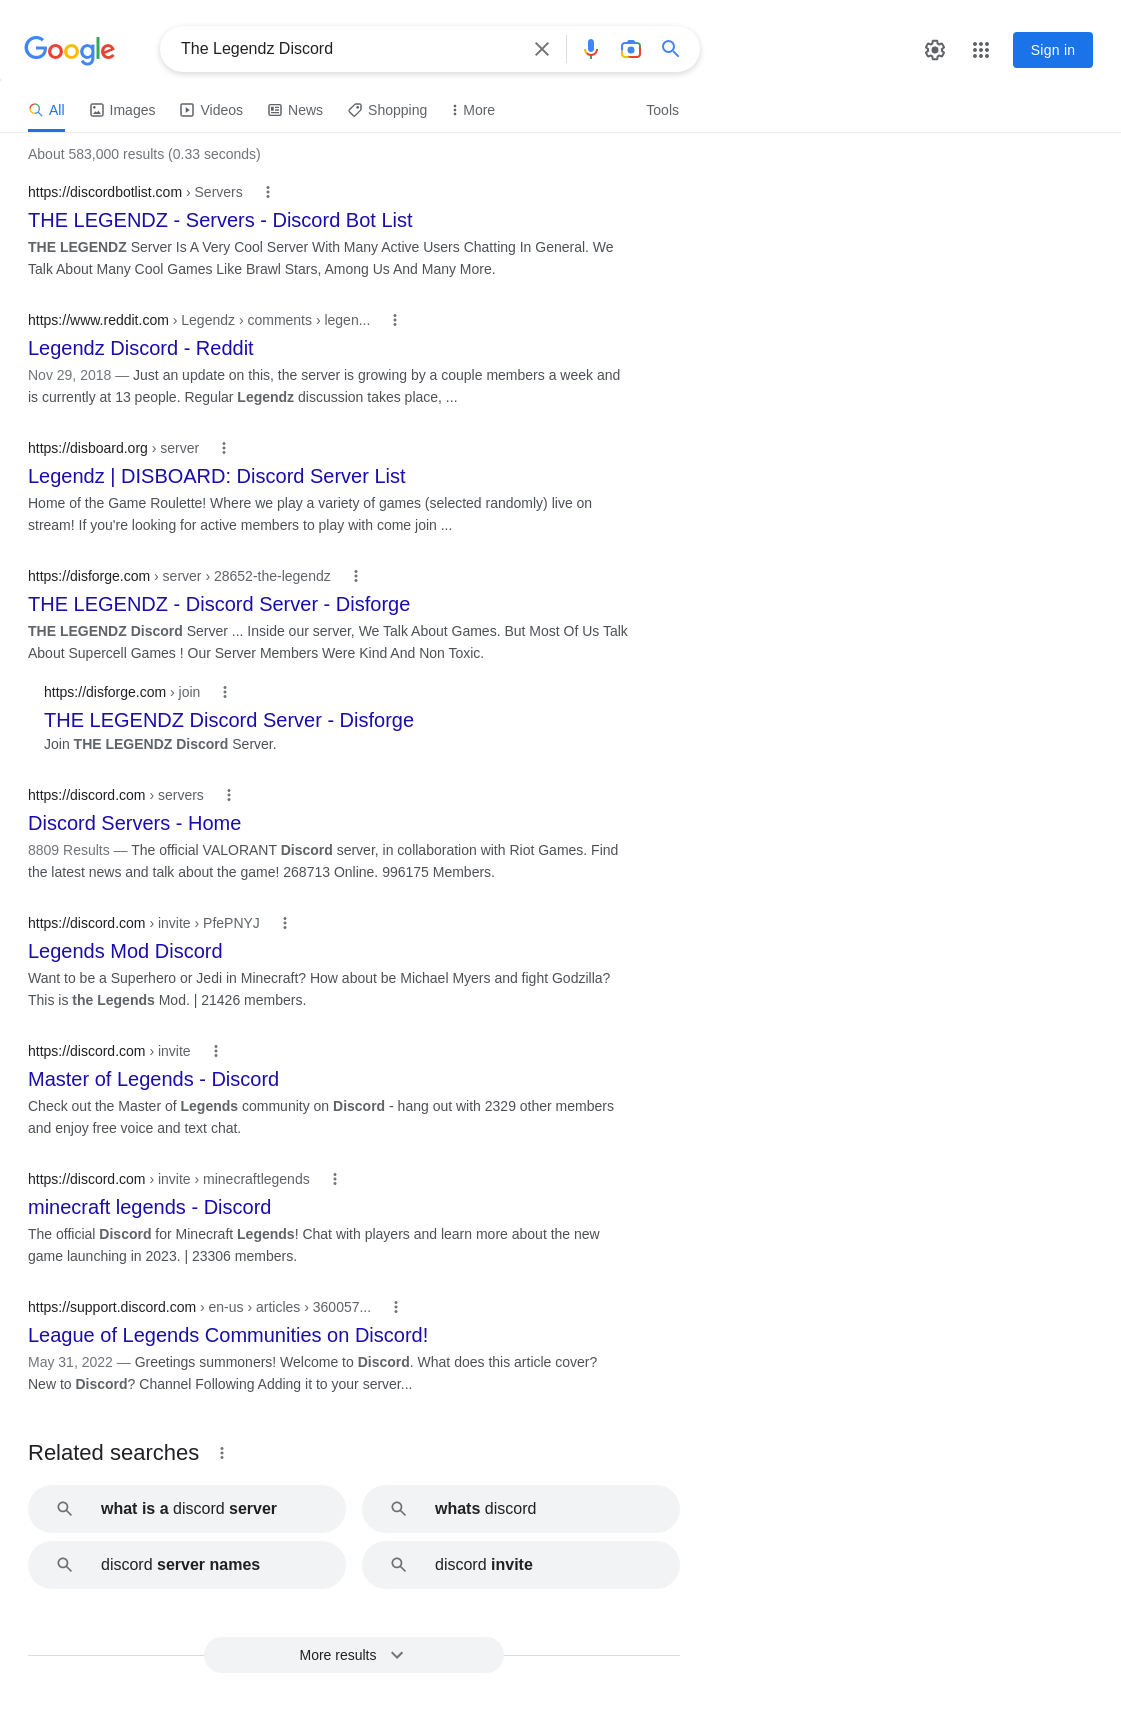 Google
The Legendz Discord
Sign in
All Images Videos News Shopping More Tools
About 583,000 results (0.33 seconds)
https://discordbotlist.com › Servers
THE LEGENDZ - Servers - Discord Bot List
THE LEGENDZ Server Is A Very Cool Server With Many Active Users Chatting In General. We
Talk About Many Cool Games Like Brawl Stars, Among Us And Many More.
https://www.reddit.com › Legendz › comments › legen...
Legendz Discord - Reddit
Nov 29, 2018 — Just an update on this, the server is growing by a couple members a week and
is currently at 13 people. Regular Legendz discussion takes place, ...
https://disboard.org › server
Legendz | DISBOARD: Discord Server List
Home of the Game Roulette! Where we play a variety of games (selected randomly) live on
stream! If you're looking for active members to play with come join ...
https://disforge.com › server › 28652-the-legendz
THE LEGENDZ - Discord Server - Disforge
THE LEGENDZ Discord Server ... Inside our server, We Talk About Games. But Most Of Us Talk
About Supercell Games ! Our Server Members Were Kind And Non Toxic.
https://disforge.com › join
THE LEGENDZ Discord Server - Disforge
Join THE LEGENDZ Discord Server.
https://discord.com › servers
Discord Servers - Home
8809 Results — The official VALORANT Discord server, in collaboration with Riot Games. Find
the latest news and talk about the game! 268713 Online. 996175 Members.
https://discord.com › invite › PfePNYJ
Legends Mod Discord
Want to be a Superhero or Jedi in Minecraft? How about be Michael Myers and fight Godzilla?
This is the Legends Mod. | 21426 members.
https://discord.com › invite
Master of Legends - Discord
Check out the Master of Legends community on Discord - hang out with 2329 other members
and enjoy free voice and text chat.
https://discord.com › invite › minecraftlegends
minecraft legends - Discord
The official Discord for Minecraft Legends! Chat with players and learn more about the new
game launching in 2023. | 23306 members.
https://support.discord.com › en-us › articles › 360057...
League of Legends Communities on Discord!
May 31, 2022 — Greetings summoners! Welcome to Discord. What does this article cover?
New to Discord? Channel Following Adding it to your server...
Related searches
what is a discord server
whats discord
discord server names
discord invite
More results